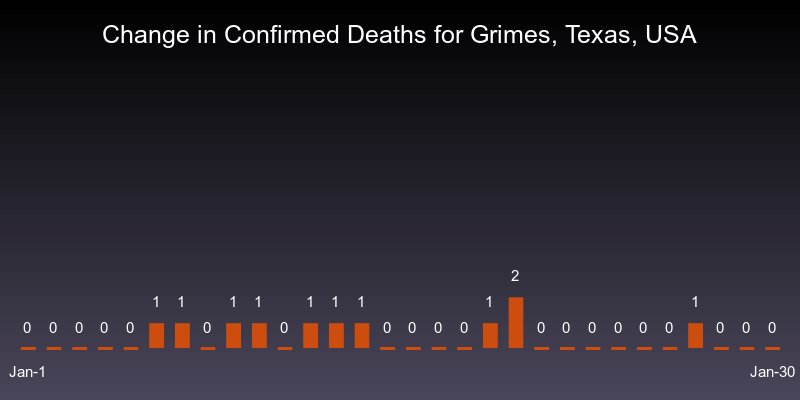 Change in Confirmed Deaths for Grimes, Texas, USA
2
1 1 1 1 1 1 1 1 1
0 0 0 0 0 0 0 0 0 0 0 0 0 0 0 0 0 0 0 0
Jan-1 Jan-30